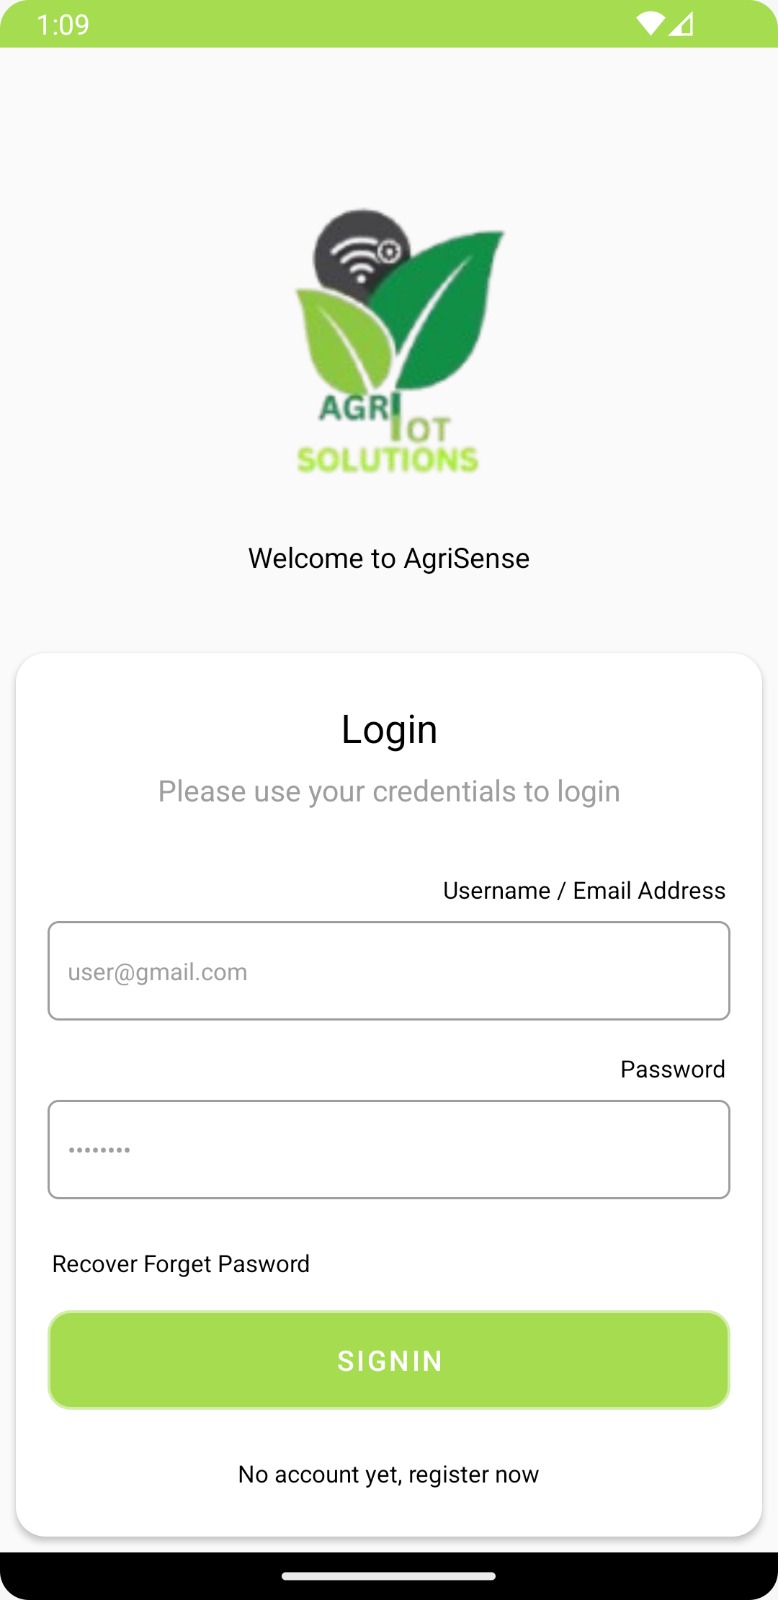 1:09
AGRI
IOT
SOLUTIONS
Welcome to AgriSense
Login
Please use your credentials to login
Username / Email Address
user@gmail.com
Password
••••••••
Recover Forget Pasword
SIGNIN
No account yet, register now